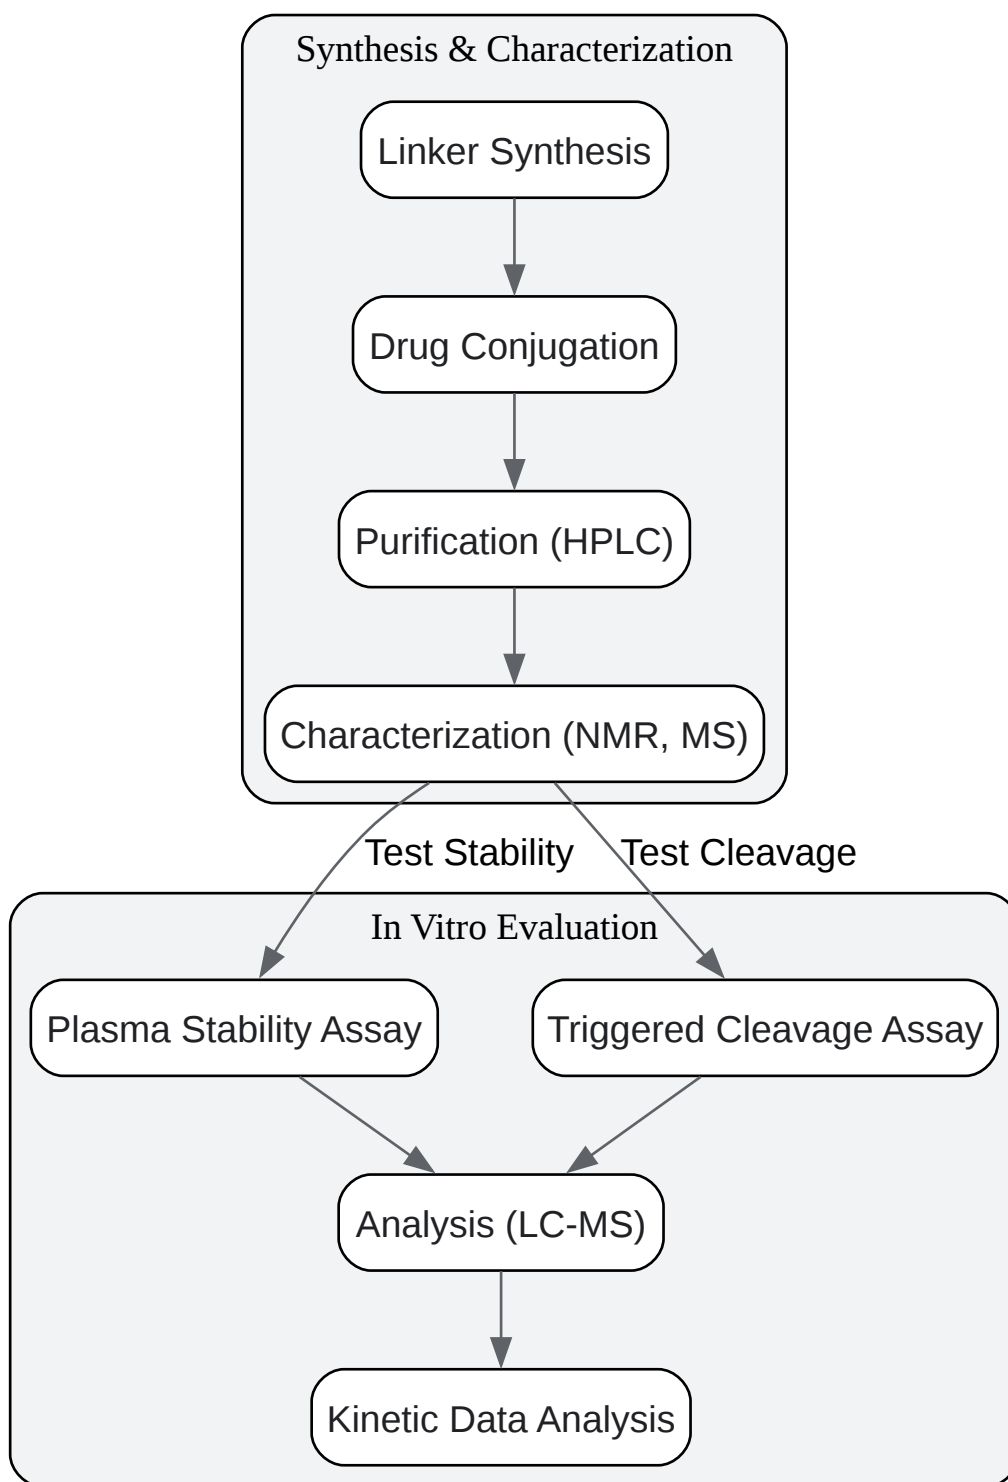 Synthesis & Characterization
Linker Synthesis
Drug Conjugation
Purification (HPLC)
Characterization (NMR, MS)
Test Stability
Test Cleavage
In Vitro Evaluation
Plasma Stability Assay
Triggered Cleavage Assay
Analysis (LC-MS)
Kinetic Data Analysis